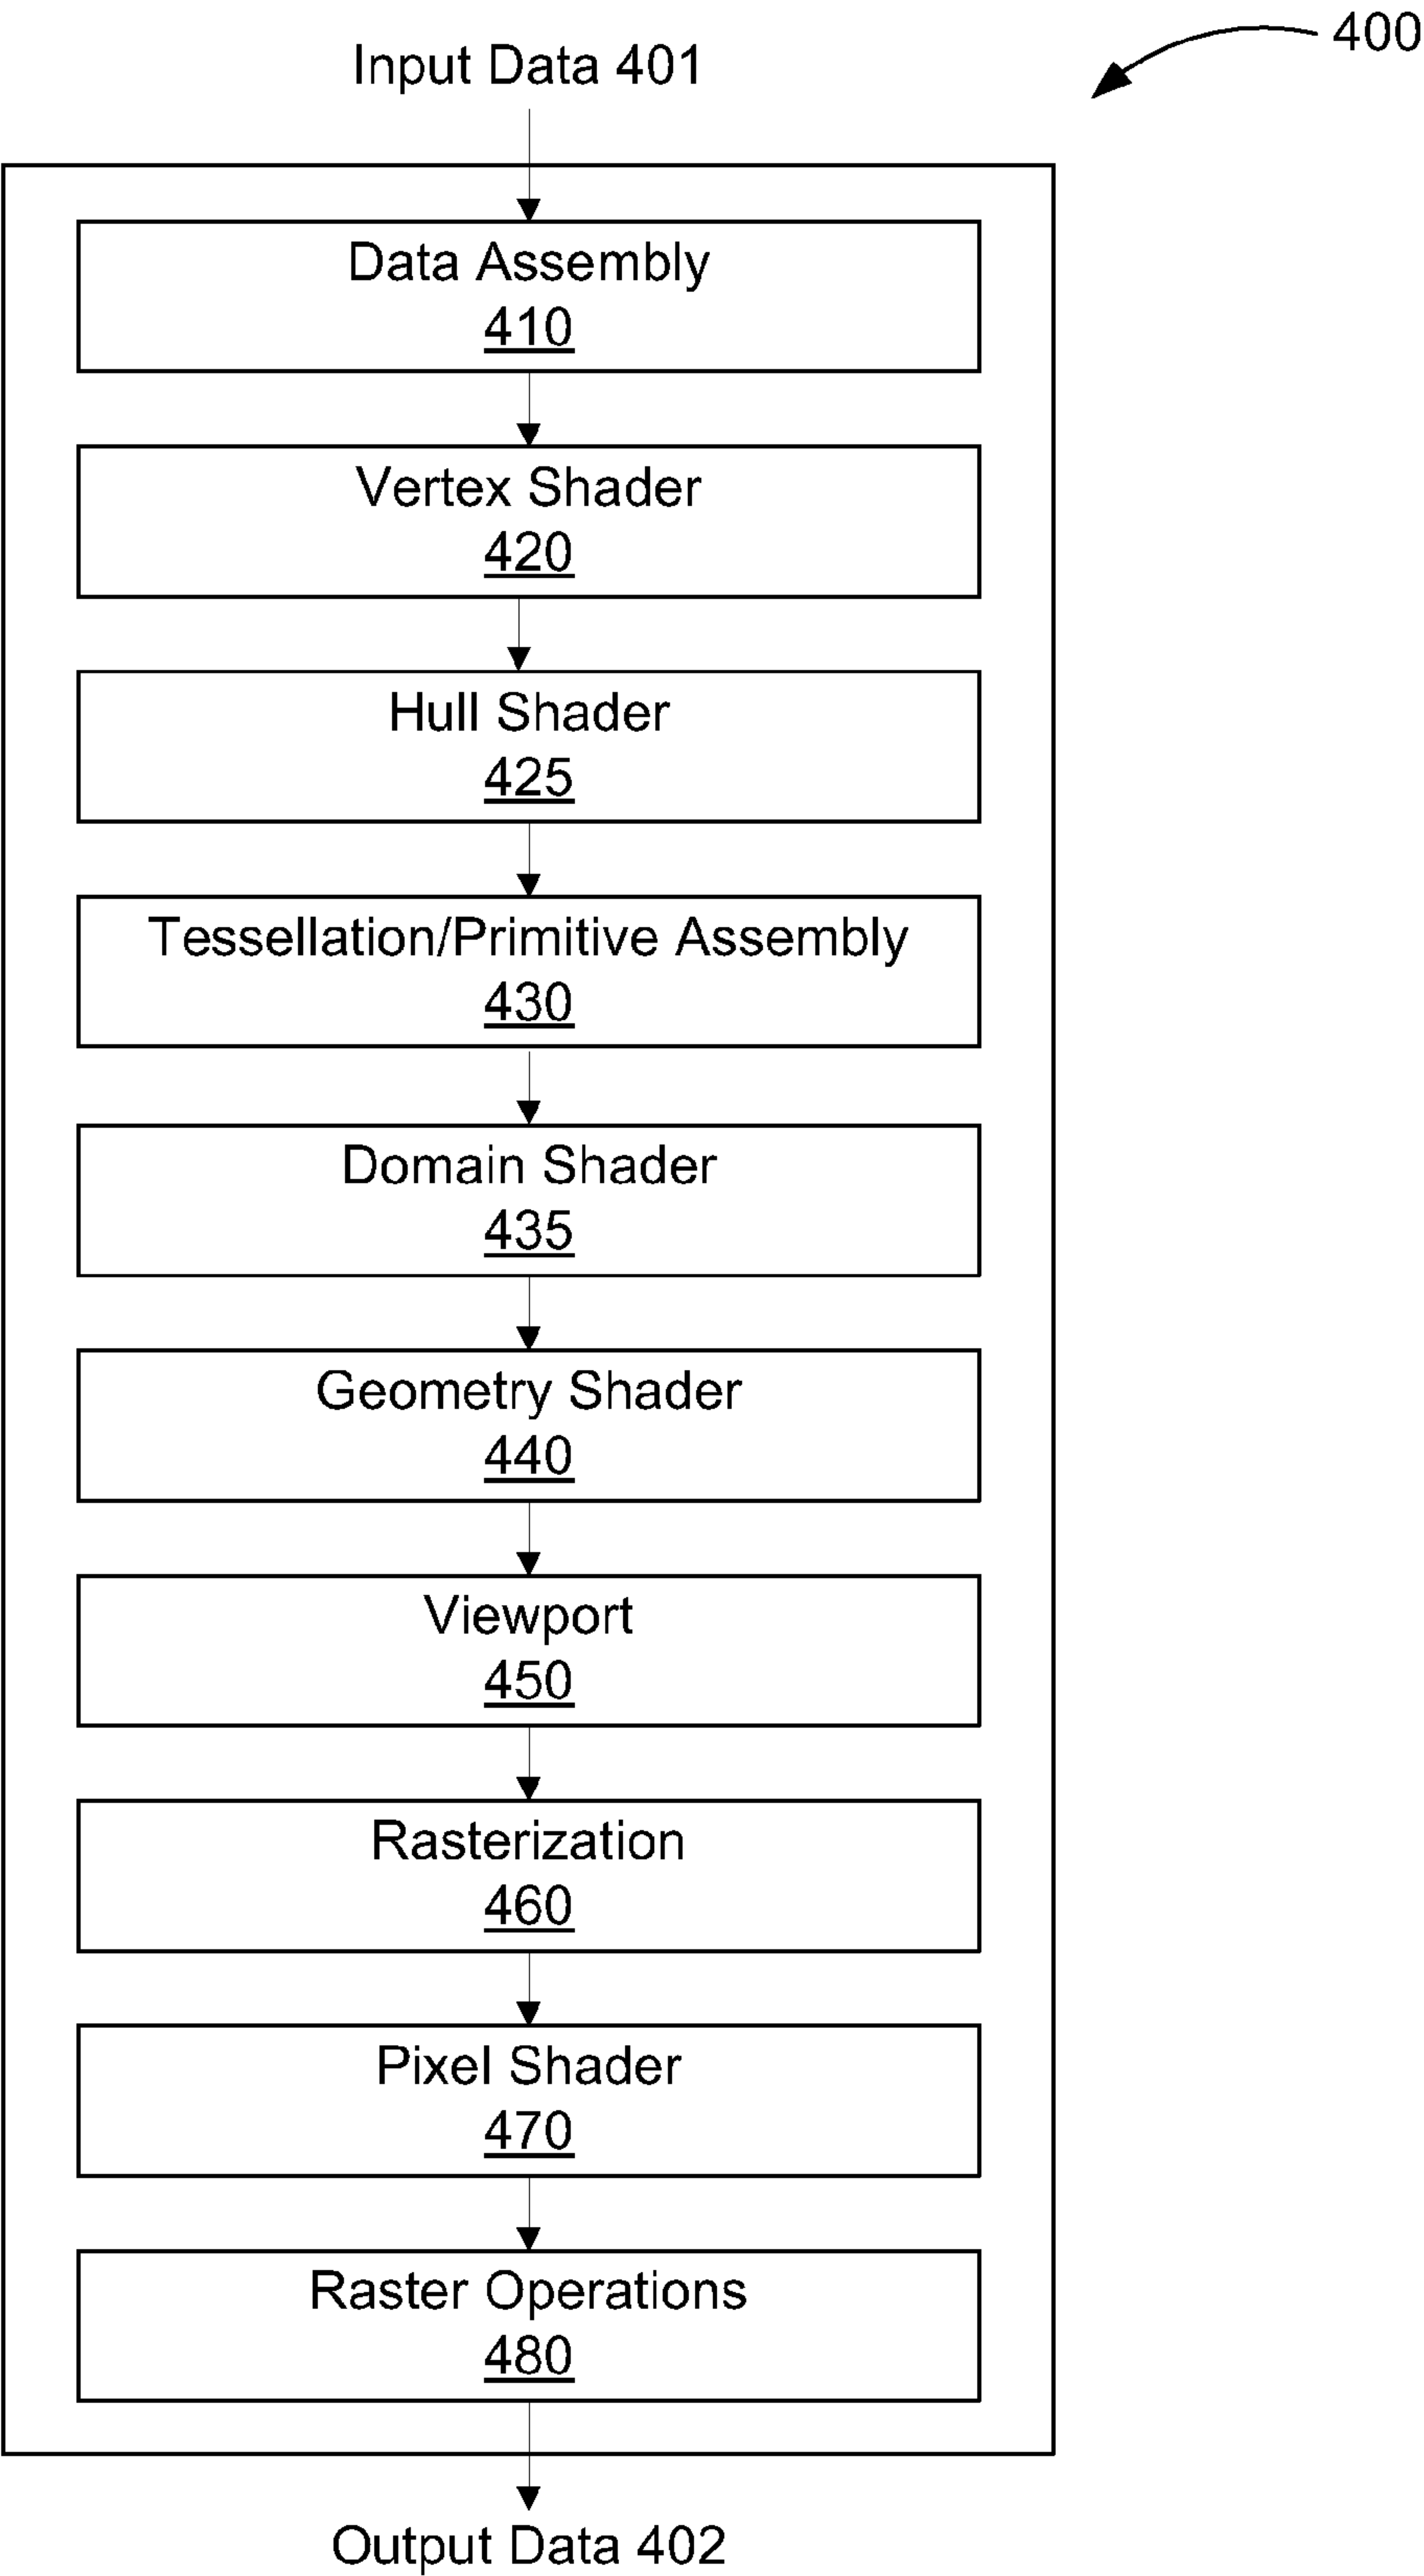 400
Input Data 401
Data Assembly
410
Vertex Shader
420
Hull Shader
425
Tessellation/Primitive Assembly
430
Domain Shader
435
Geometry Shader
440
Viewport
450
Rasterization
460
Pixel Shader
470
Raster Operations
480
Output Data 402